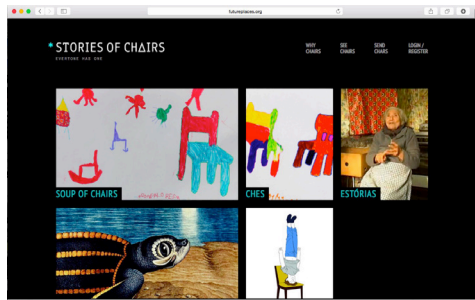 futureplaces.org
STORIES OF CHΔIRS
EVERYONE HAS ONE
WHY
CHAIRS
SEE
CHAIRS
SEND
CHAIRS
LOGIN /
REGISTER
SOUP OF CHAIRS
CHES
ESTÓRIAS